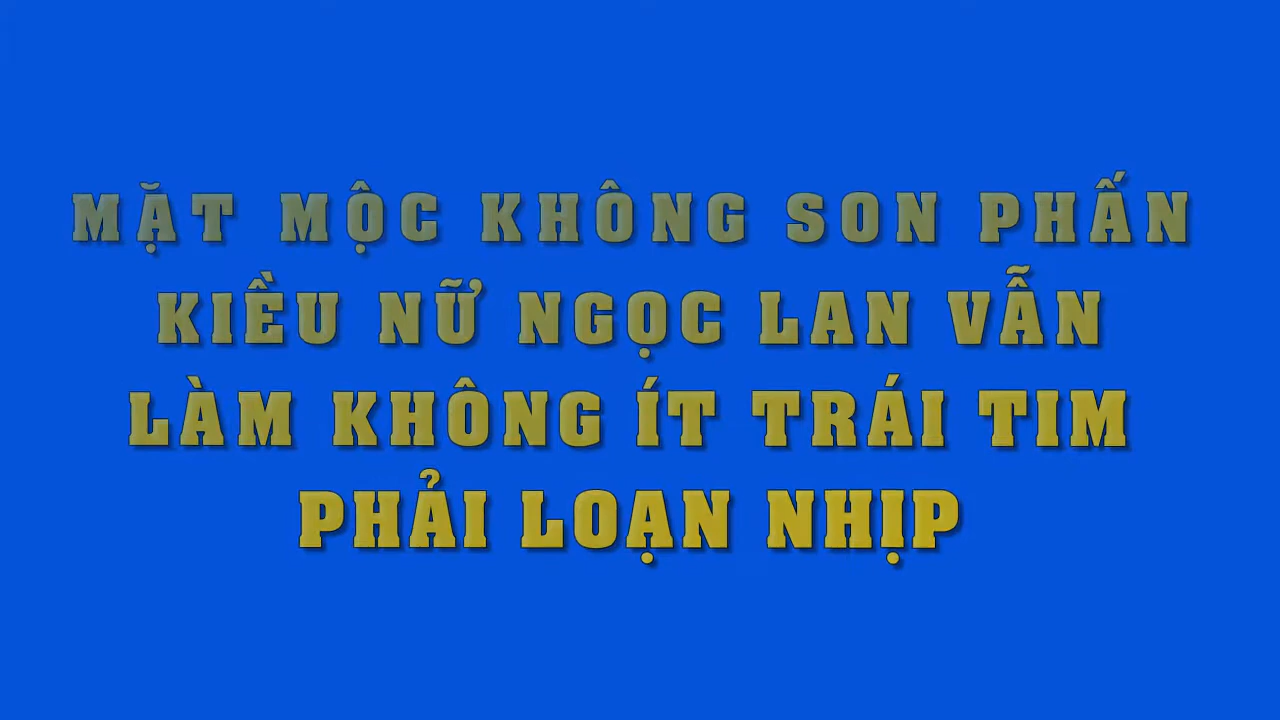 MẶT MỘC KHÔNG SON PHẤN
KIỀU NỮ NGỌC LAN VẪN
LÀM KHÔNG ÍT TRÁI TIM
PHẢI LOẠN NHỊP